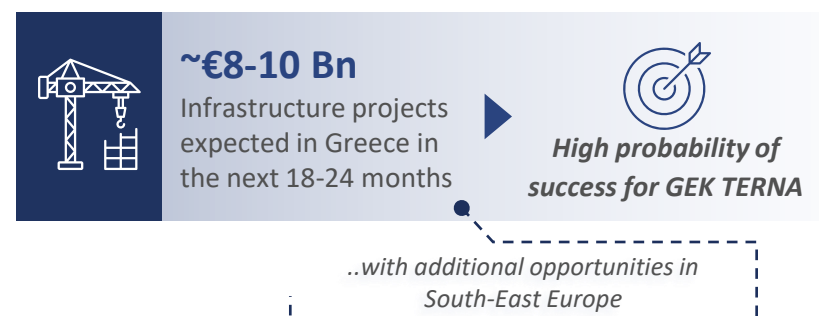 ~€8-10 Bn
Infrastructure projects
expected in Greece in
the next 18-24 months
High probability of
success for GEK TERNA
..with additional opportunities in
South-East Europe